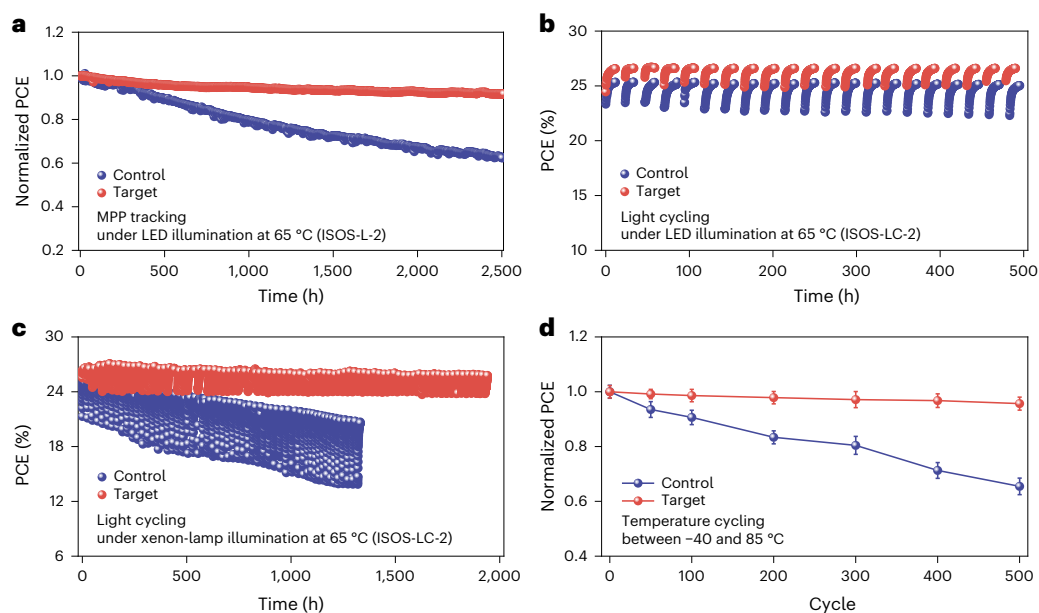 a
1.2
1.0
0.8
0.6
0.4
0.2
Normalized PCE
Control
Target
MPP tracking
under LED illumination at 65 °C (ISOS-L-2)
0 500 1,000 1,500 2,000 2,500
Time (h)
b
30
25
20
15
10
PCE (%)
Control
Target
Light cycling
under LED illumination at 65 °C (ISOS-LC-2)
0 100 200 300 400 500
Time (h)
c
30
24
18
12
6
PCE (%)
Control
Target
Light cycling
under xenon-lamp illumination at 65 °C (ISOS-LC-2)
0 500 1,000 1,500 2,000
Time (h)
d
1.2
1.0
0.8
0.6
0.4
Normalized PCE
Control
Target
Temperature cycling
between −40 and 85 °C
0 100 200 300 400 500
Cycle